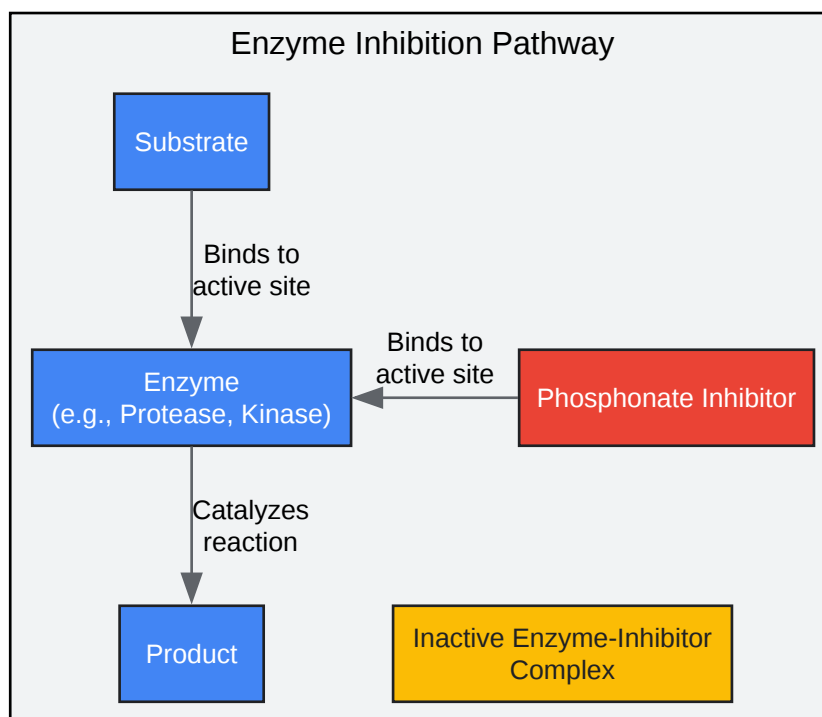 Enzyme Inhibition Pathway
Substrate
Binds to
active site
Enzyme
(e.g., Protease, Kinase)
Binds to
active site
Phosphonate Inhibitor
Catalyzes
reaction
Product
Inactive Enzyme-Inhibitor
Complex